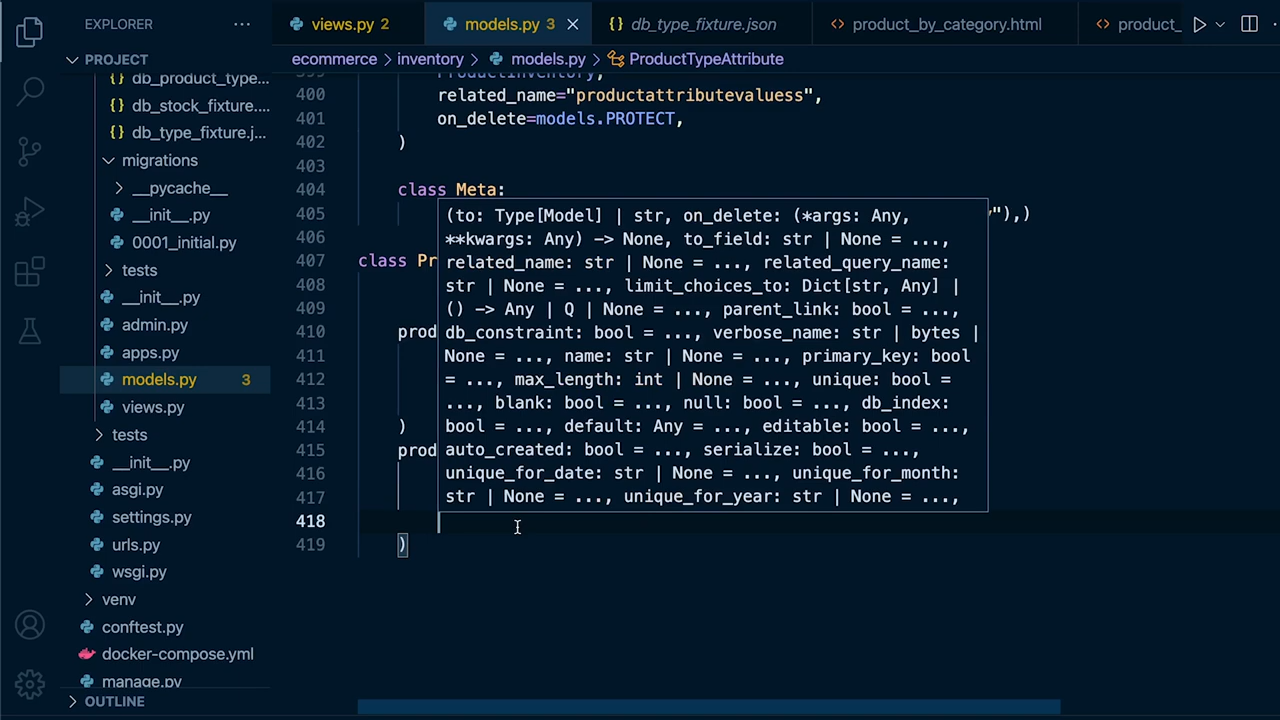 EXPLORER ···
views.py 2
models.py 3
db_type_fixture.json
product_by_category.html
product_
PROJECT
ecommerce > inventory > models.py > ProductTypeAttribute
db_product_type...
db_stock_fixture....
db_type_fixture.j...
migrations
__pycache__
__init__.py
0001_initial.py
tests
__init__.py
admin.py
apps.py
models.py 3
views.py
tests
__init__.py
asgi.py
settings.py
urls.py
wsgi.py
venv
conftest.py
docker-compose.yml
manage.py
OUTLINE
399 ProductInventory,
400 related_name="productattributevaluess",
401 on_delete=models.PROTECT,
402 )
403
404 class Meta:
405 y"),)
406
407 class Pr
408
409
410 prod
411
412
413
414 )
415 prod
416
417
418
419 )
(to: Type[Model] | str, on_delete: (*args: Any,
**kwargs: Any) -> None, to_field: str | None = ...,
related_name: str | None = ..., related_query_name:
str | None = ..., limit_choices_to: Dict[str, Any] |
() -> Any | Q | None = ..., parent_link: bool = ...,
db_constraint: bool = ..., verbose_name: str | bytes |
None = ..., name: str | None = ..., primary_key: bool
= ..., max_length: int | None = ..., unique: bool =
..., blank: bool = ..., null: bool = ..., db_index:
bool = ..., default: Any = ..., editable: bool = ...,
auto_created: bool = ..., serialize: bool = ...,
unique_for_date: str | None = ..., unique_for_month:
str | None = ..., unique_for_year: str | None = ...,